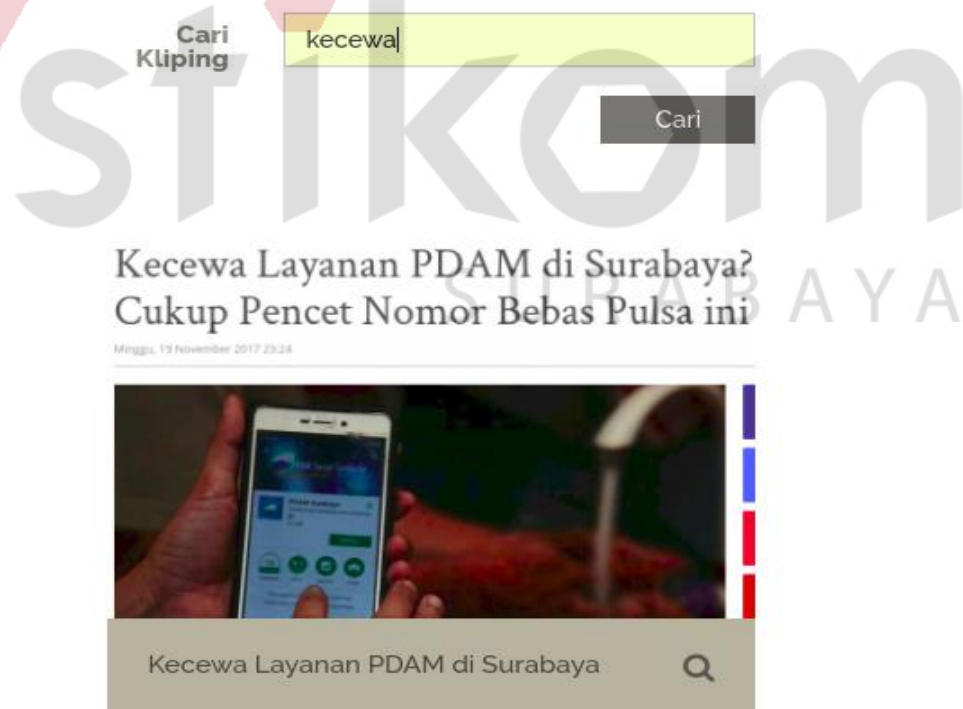 stikom
SURABAYA
Cari
Kliping
kecewa
Cari
Kecewa Layanan PDAM di Surabaya?
Cukup Pencet Nomor Bebas Pulsa ini
Minggu, 19 November 2017 23:24
Kecewa Layanan PDAM di Surabaya